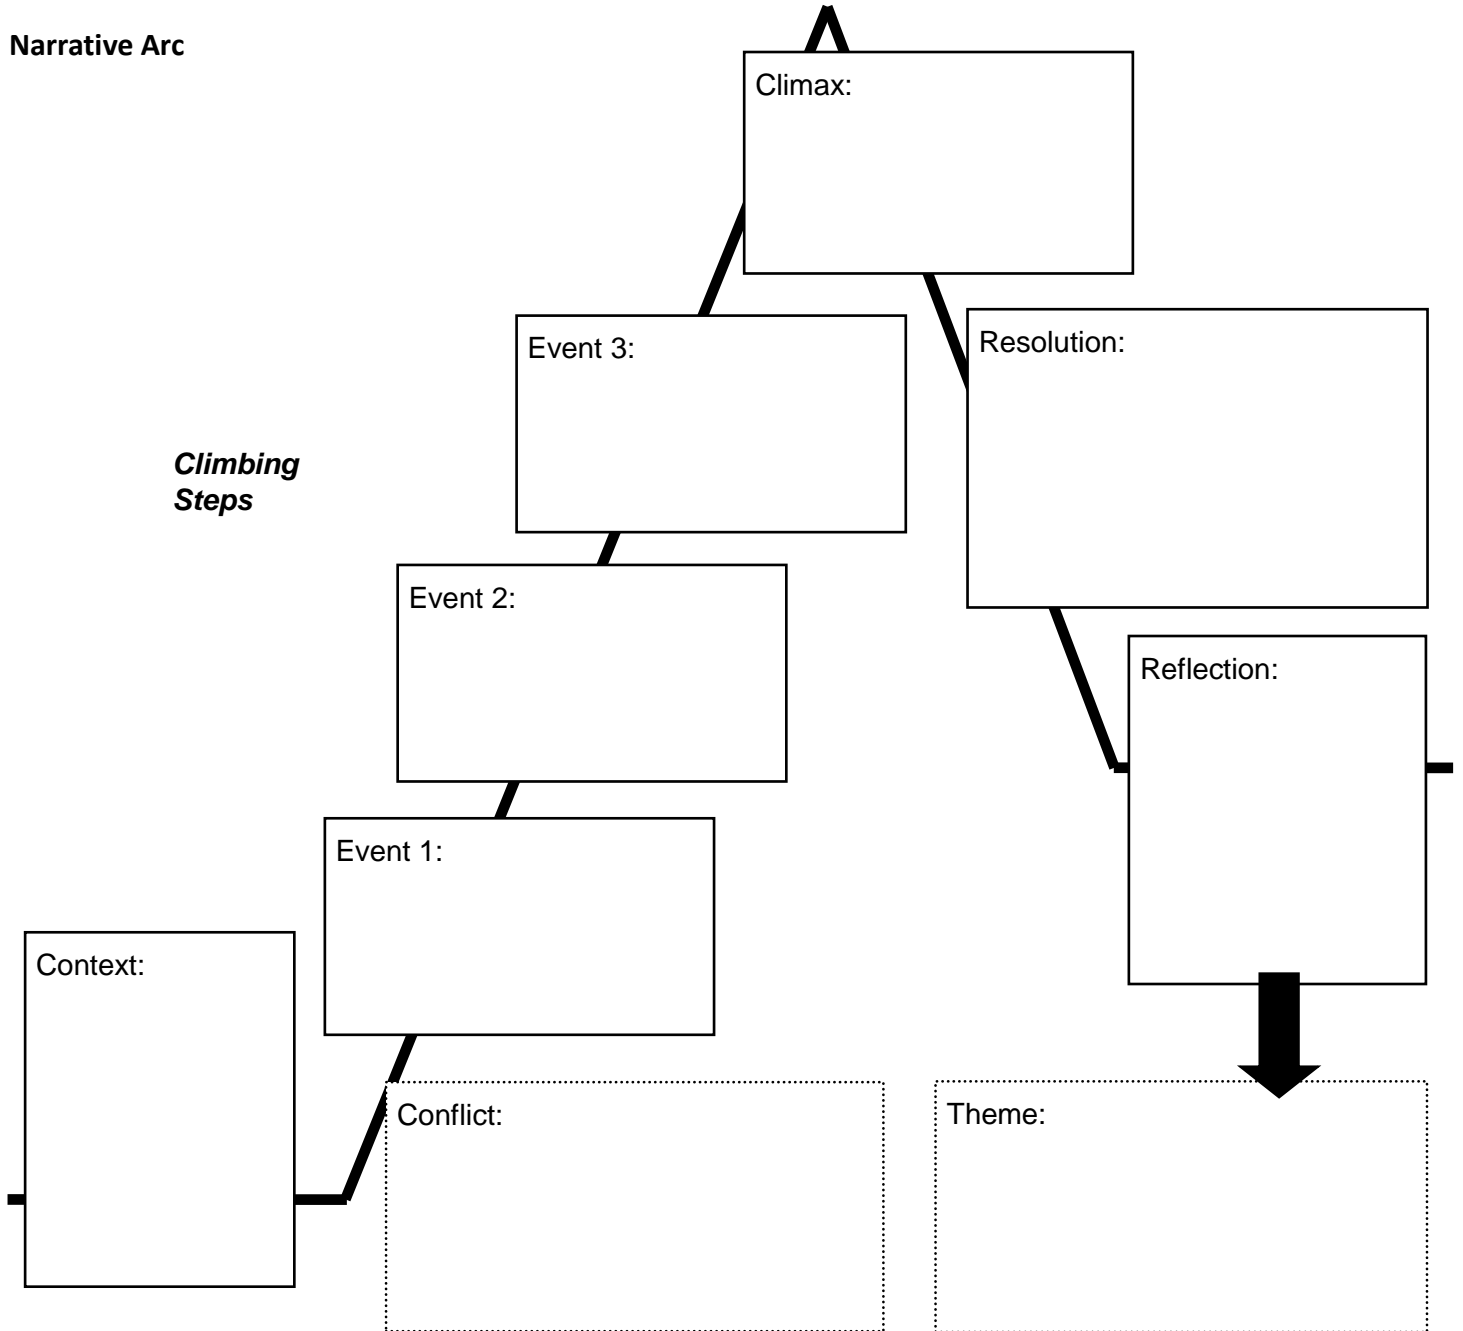 Narrative Arc
Climax:
Event 3:
Resolution:
Climbing
Steps
Event 2:
Reflection:
Event 1:
Context:
Conflict:
Theme: